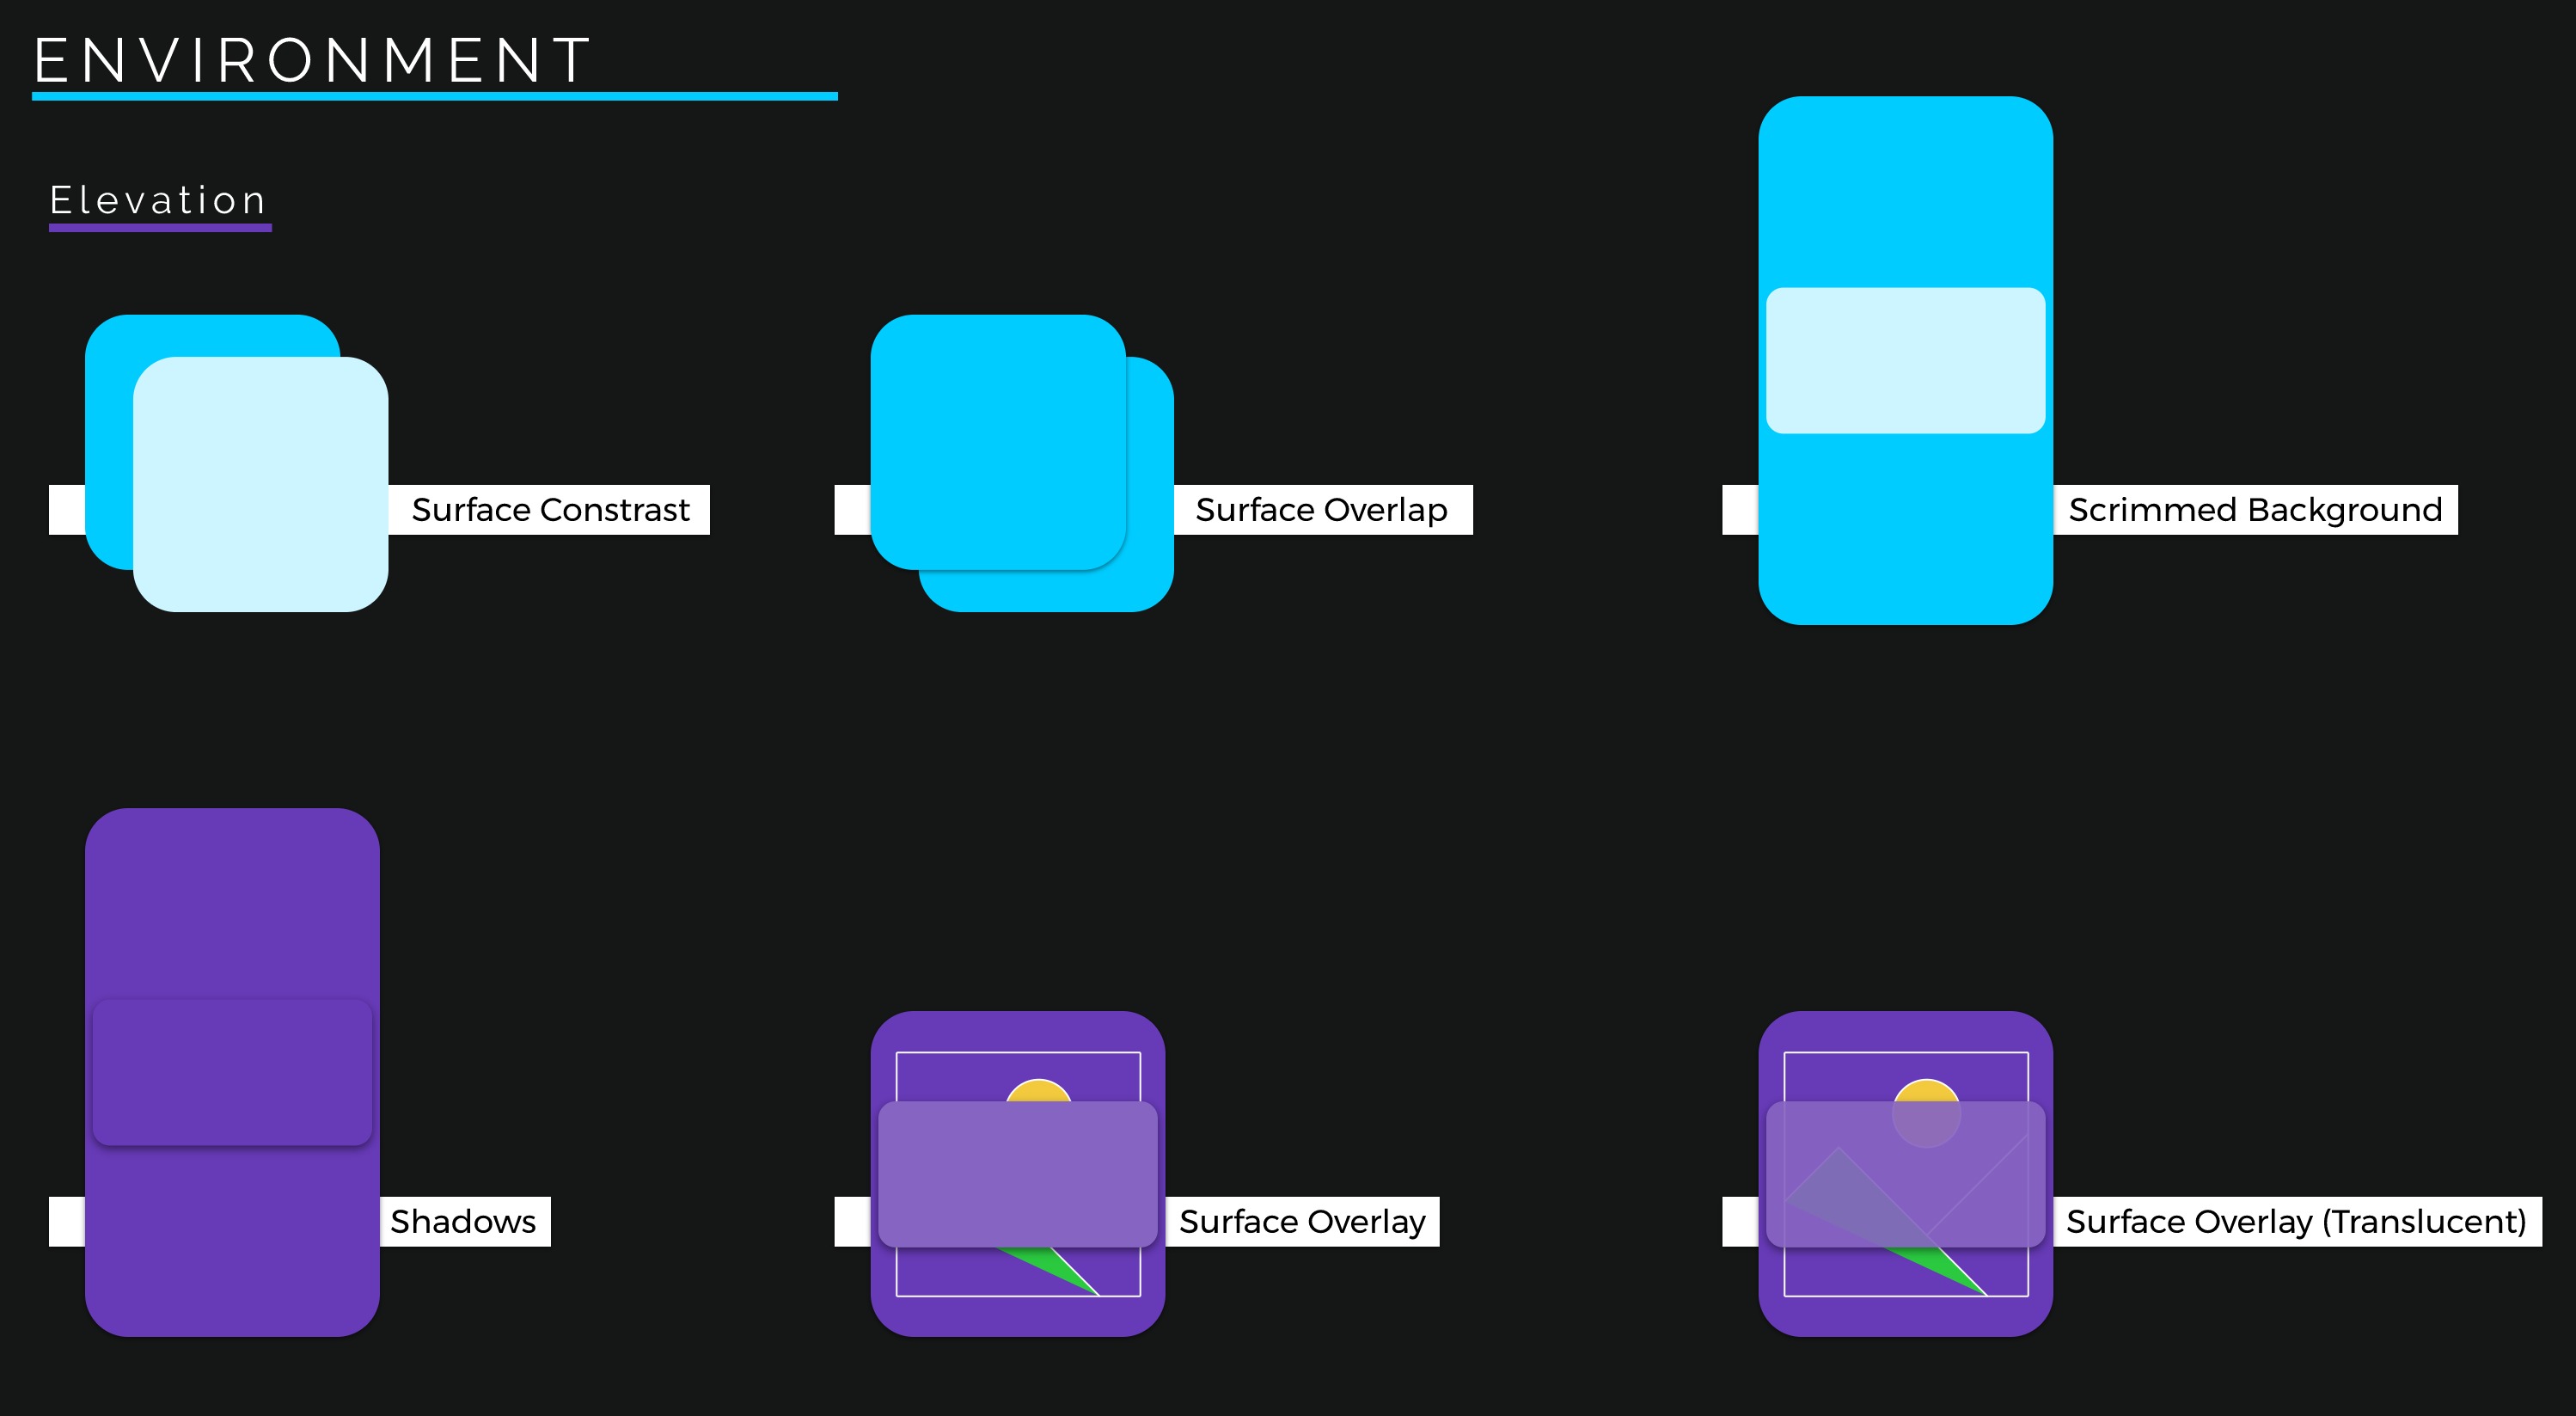 ENVIRONMENT
Elevation
Surface Constrast
Surface Overlap
Scrimmed Background
Shadows
Surface Overlay
Surface Overlay (Translucent)